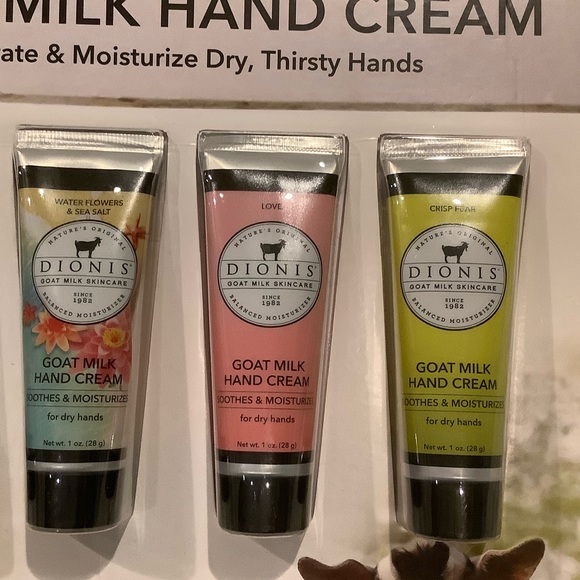 MILK HAND CREAM
ate & Moisturize Dry, Thirsty Hands
WATER FLOWERS
& SEA SALT
NATURE'S ORIGINAL
DIONIS™
GOAT MILK SKINCARE
SINCE
1982
BALANCED MOISTURIZER
GOAT MILK
HAND CREAM
SOOTHES & MOISTURIZES
for dry hands
Net wt. 1 oz. (28 g)
LOVE
NATURE'S ORIGINAL
DIONIS™
GOAT MILK SKINCARE
SINCE
1982
BALANCED MOISTURIZER
GOAT MILK
HAND CREAM
SOOTHES & MOISTURIZES
for dry hands
Net wt. 1 oz. (28 g)
CRISP PEAR
NATURE'S ORIGINAL
DIONIS™
GOAT MILK SKINCARE
SINCE
1982
BALANCED MOISTURIZER
GOAT MILK
HAND CREAM
SOOTHES & MOISTURIZES
for dry hands
Net wt. 1 oz. (28 g)